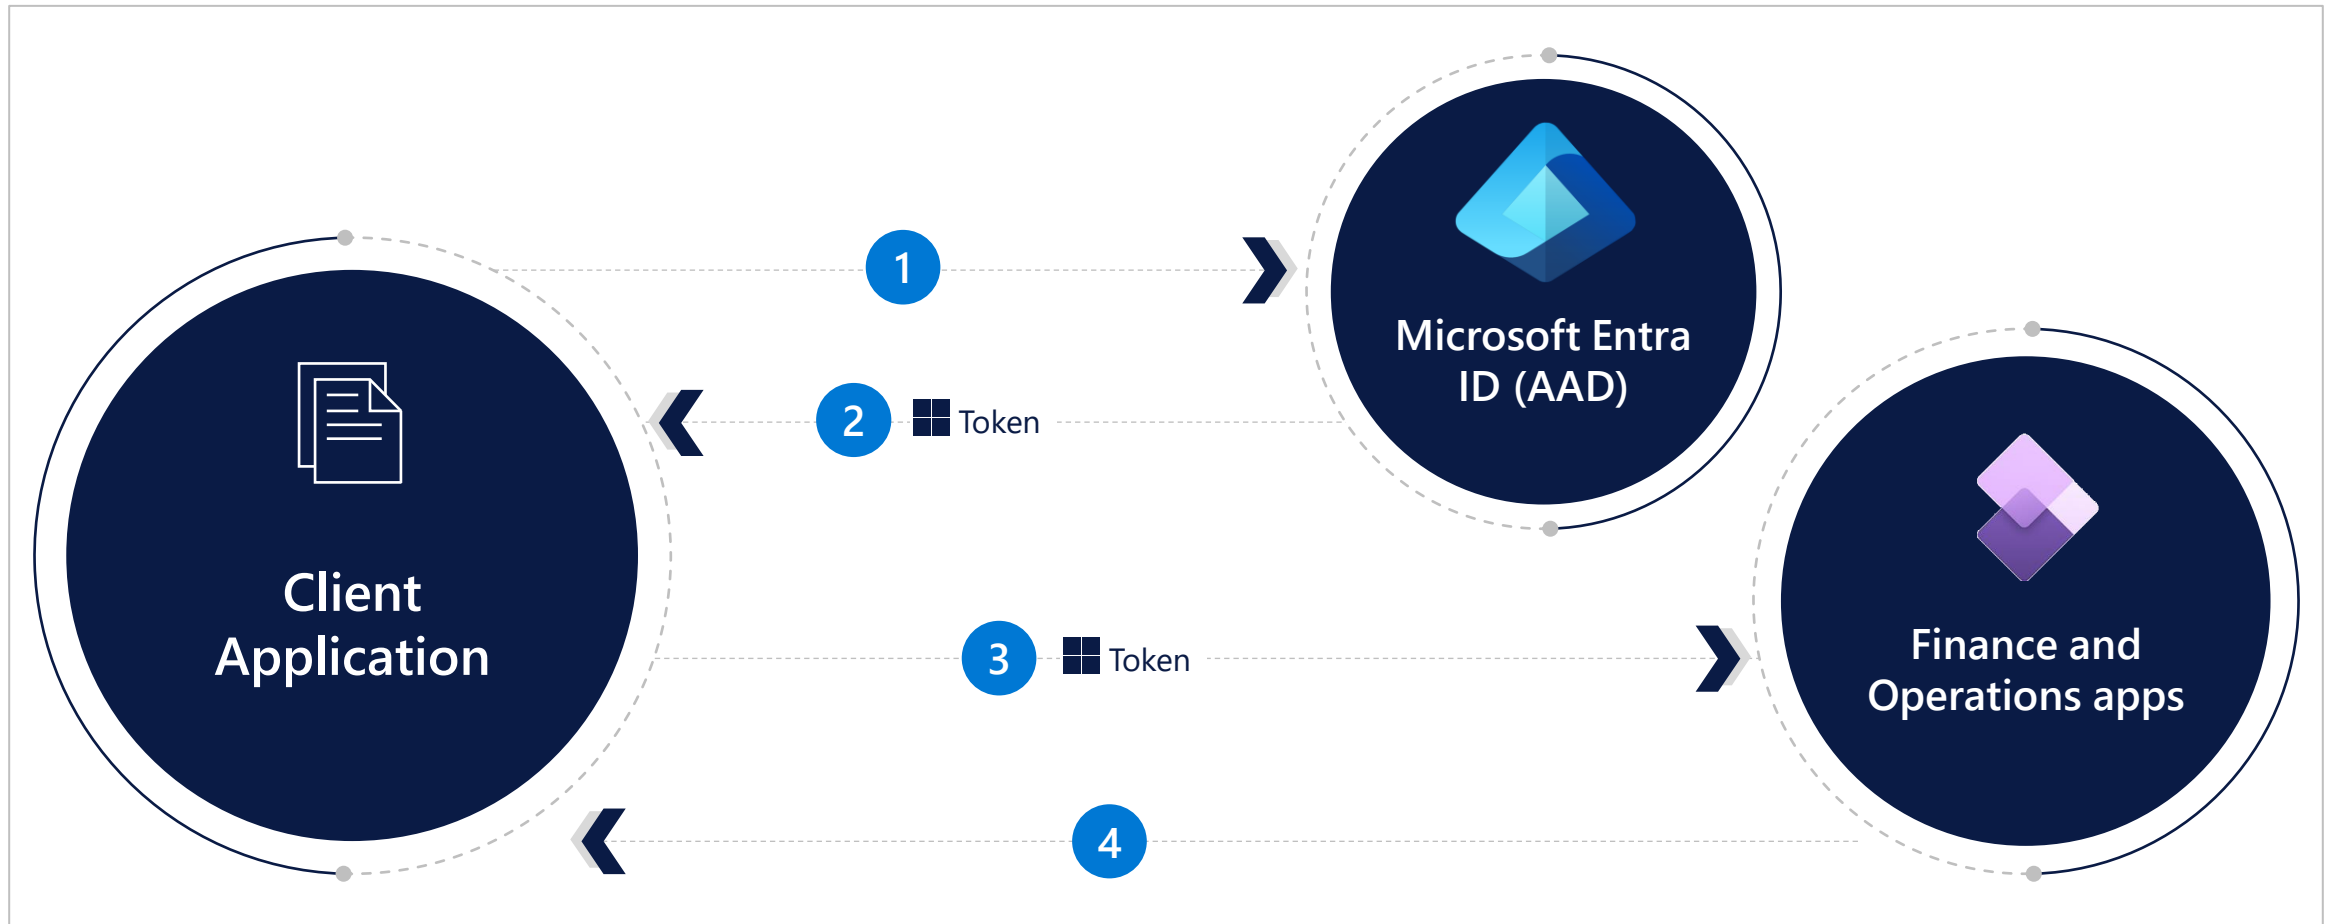 1
Microsoft Entra
ID (AAD)
2 Token
Client
Application
3 Token
Finance and
Operations apps
4